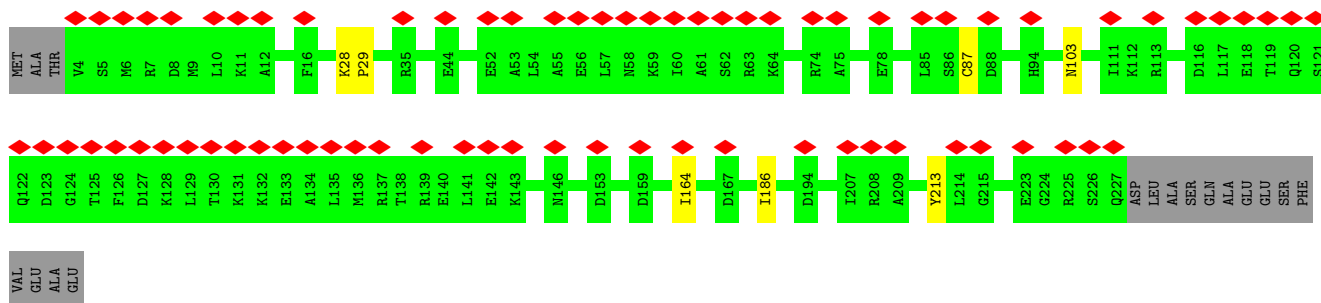 MET ALA THR V4 S5 M6 R7 D8 M9 L10 K11 A12 F16 K28 P29 R35 E44 E52 A53 L54 A55 E56 L57 N58 K59 I60 A61 S62 R63 K64 R74 A75 E78 L85 S86 C87 D88 H94 N103 I111 K112 R113 D116 L117 E118 T119 Q120 S121
Q122 D123 G124 T125 F126 D127 K128 L129 T130 K131 K132 E133 A134 L135 M136 R137 T138 R139 E140 L141 E142 K143 N146 D153 D159 I164 D167 I186 D194 I207 R208 A209 Y213 L214 G215 E223 G224 R225 S226 Q227 ASP LEU ALA SER GLN ALA GLU GLU SER PHE
VAL GLU ALA GLU